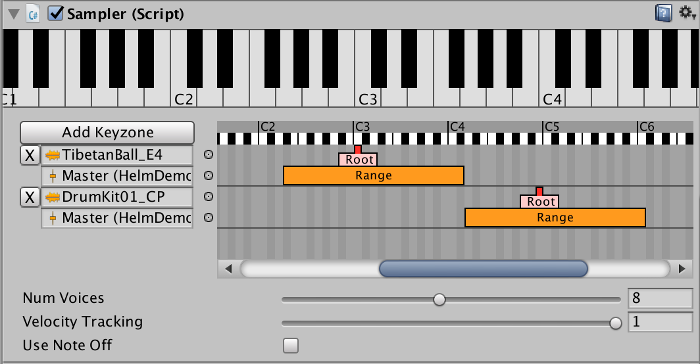 Sampler (Script)
C1 C2 C3 C4
Add Keyzone
C2 C3 C4 C5 C6
X TibetanBall_E4
Root
Master (HelmDemo
Range
X DrumKit01_CP
Root
Master (HelmDemo
Range
Num Voices 8
Velocity Tracking 1
Use Note Off